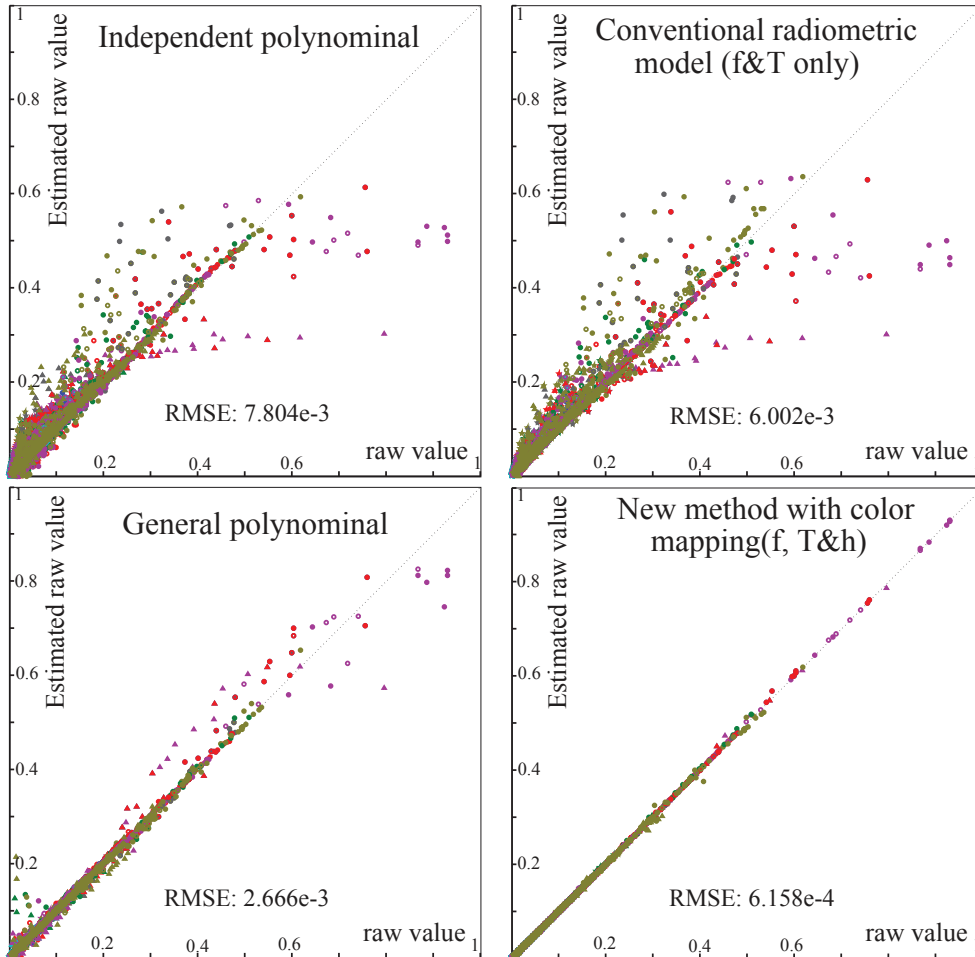 1
Independent polynominal
0.8
Estimated raw value
0.6
0.4
0.2
RMSE: 7.804e-3
raw value
0.2
0.4
0.6
1
1
Conventional radiometric
model (f&T only)
0.8
Estimated raw value
0.6
0.4
0.2
RMSE: 6.002e-3
raw value
0.2
0.4
0.6
1
General polynominal
0.8
Estimated raw value
0.6
0.4
0.2
RMSE: 2.666e-3
raw value
0.2
0.4
0.6
1
1
New method with color
mapping(f, T&h)
0.8
Estimated raw value
0.6
0.4
0.2
RMSE: 6.158e-4
raw value
0.2
0.4
0.6